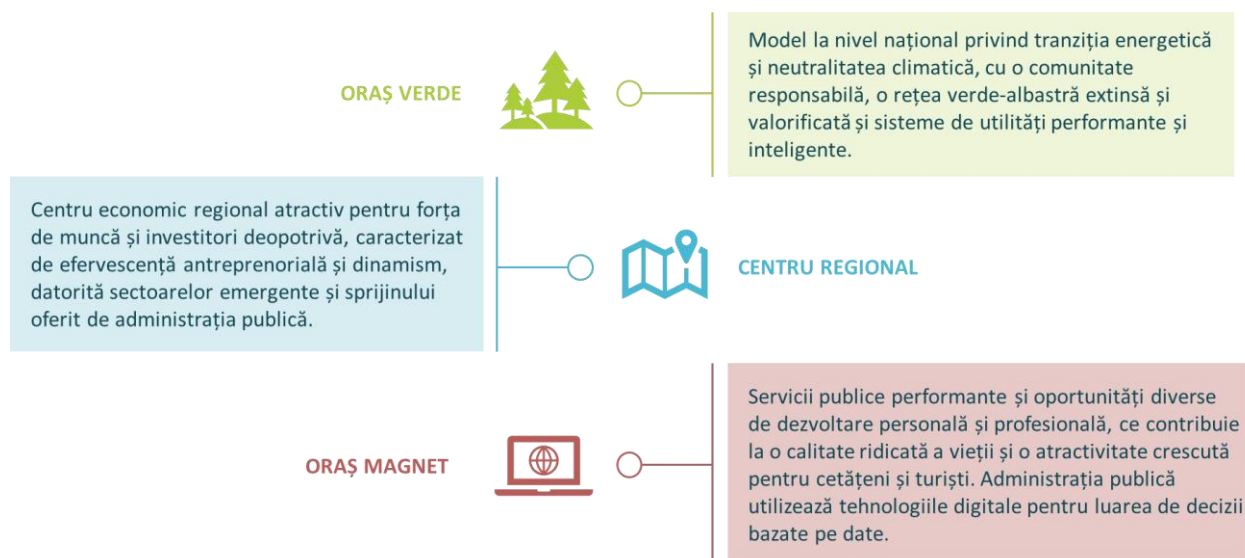 ORAȘ VERDE
Model la nivel național privind tranziția energetică
și neutralitatea climatică, cu o comunitate
responsabilă, o rețea verde-albastră extinsă și
valorificată și sisteme de utilități performante și
inteligente.
Centru economic regional atractiv pentru forța
de muncă și investitori deopotrivă, caracterizat
de efervescență antreprenorială și dinamism,
datorită sectoarelor emergente și sprijinului
oferit de administrația publică.
CENTRU REGIONAL
ORAȘ MAGNET
Servicii publice performante și oportunități diverse
de dezvoltare personală și profesională, ce contribuie
la o calitate ridicată a vieții și o atractivitate crescută
pentru cetățeni și turiști. Administrația publică
utilizează tehnologiile digitale pentru luarea de decizii
bazate pe date.